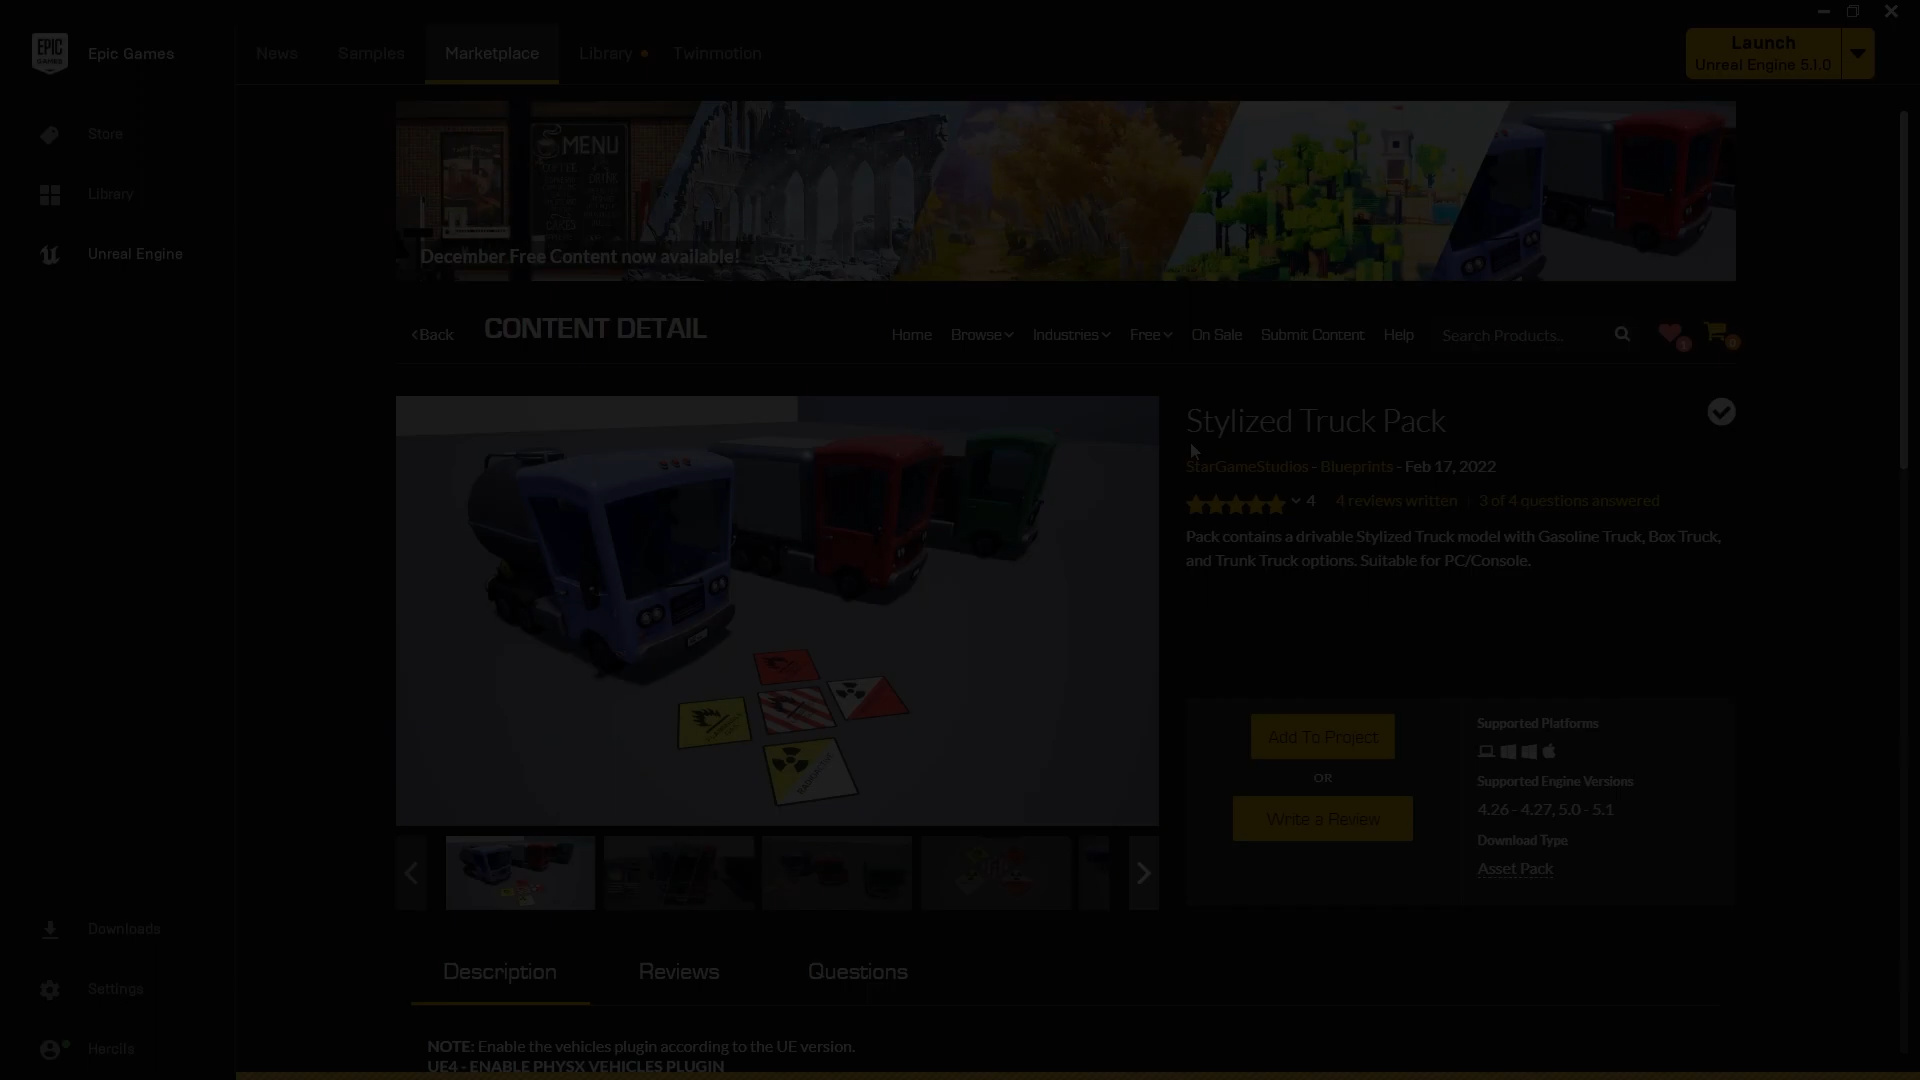 EPIC GAMES
Epic Games
News
Samples
Marketplace
Library
Twinmotion
Launch
Unreal Engine 5.1.0
Store
Library
Unreal Engine
MENU
December Free Content now available!
Back
CONTENT DETAIL
Home
Browse
Industries
Free
On Sale
Submit Content
Help
Search Products..
1
0
Stylized Truck Pack
StarGameStudios - Blueprints - Feb 17, 2022
4
4 reviews written
3 of 4 questions answered
Pack contains a drivable Stylized Truck model with Gasoline Truck, Box Truck,
and Trunk Truck options. Suitable for PC/Console.
Add To Project
OR
Write a Review
Supported Platforms
Supported Engine Versions
4.26 - 4.27, 5.0 - 5.1
Download Type
Asset Pack
Description
Reviews
Questions
NOTE: Enable the vehicles plugin according to the UE version.
UE4 - ENABLE PHYSX VEHICLES PLUGIN
Downloads
Settings
Hercils